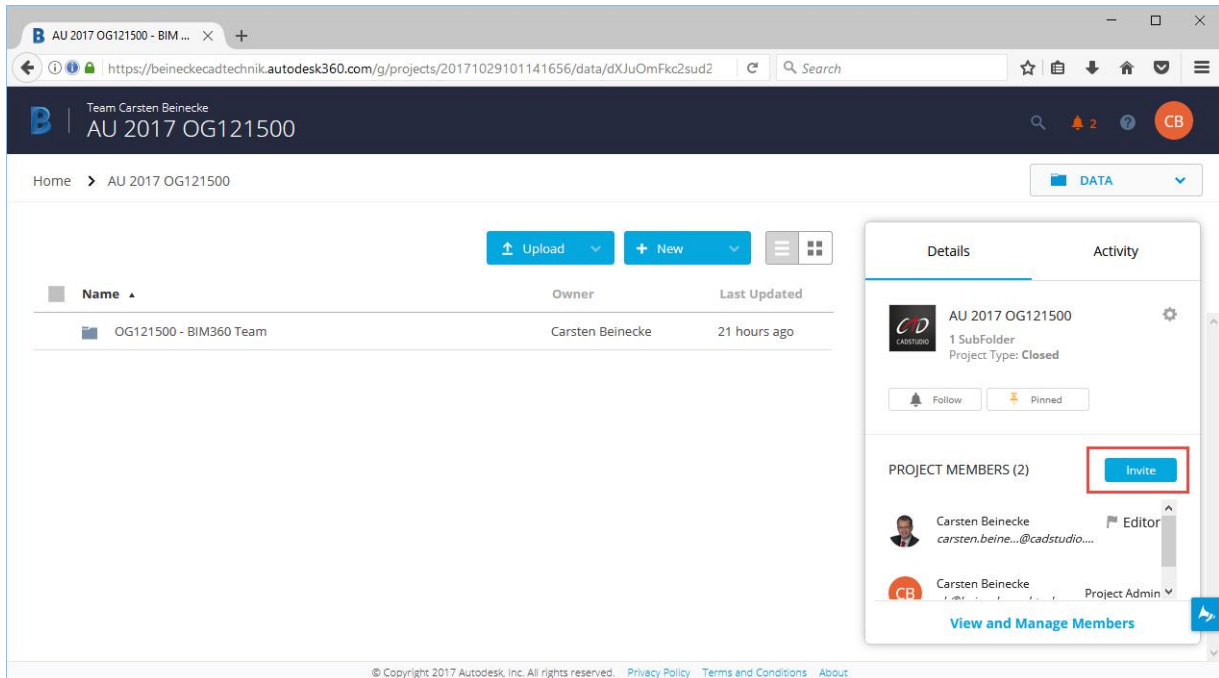 AU 2017 OG121500 - BIM ...
https://beineckecadtechnik.autodesk360.com/g/projects/20171029101141656/data/dXJuOmFkc2sud2
Search
Team Carsten Beinecke
AU 2017 OG121500
2
CB
Home > AU 2017 OG121500
DATA
Upload
+ New
Details
Activity
Name
Owner
Last Updated
OG121500 - BIM360 Team
Carsten Beinecke
21 hours ago
CADSTUDIO
AU 2017 OG121500
1 SubFolder
Project Type: Closed
Follow
Pinned
PROJECT MEMBERS (2)
Invite
Carsten Beinecke
Editor
carsten.beine...@cadstudio....
CB
Carsten Beinecke
Project Admin
View and Manage Members
© Copyright 2017 Autodesk, Inc. All rights reserved. Privacy Policy Terms and Conditions About